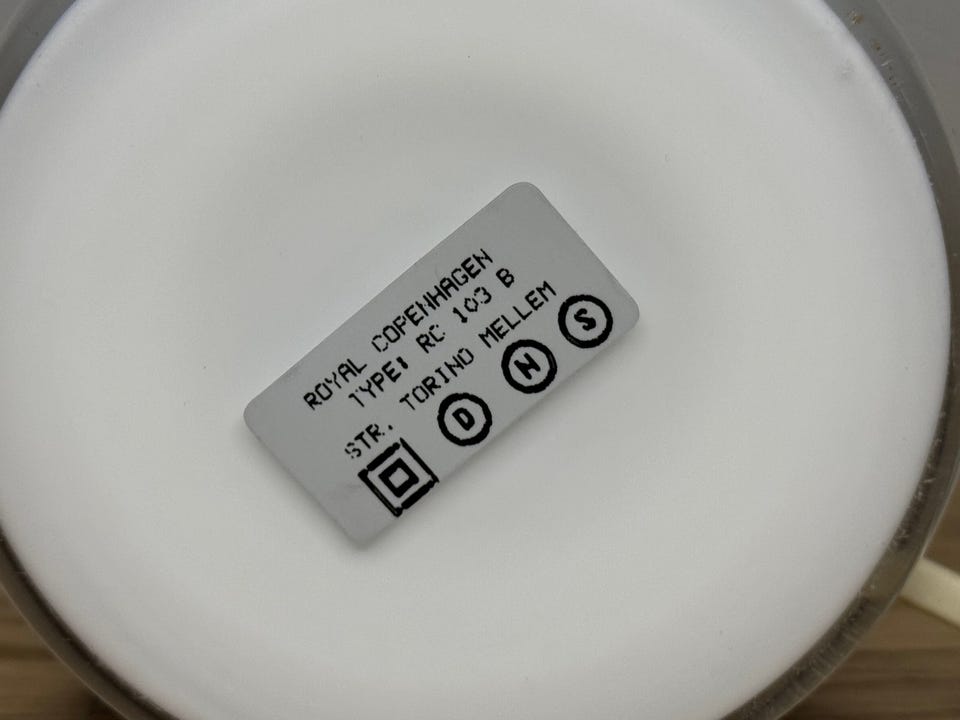 ROYAL COPENHAGEN
TYPE: RC 103 B
STR. TORINO MELLEM
D N S